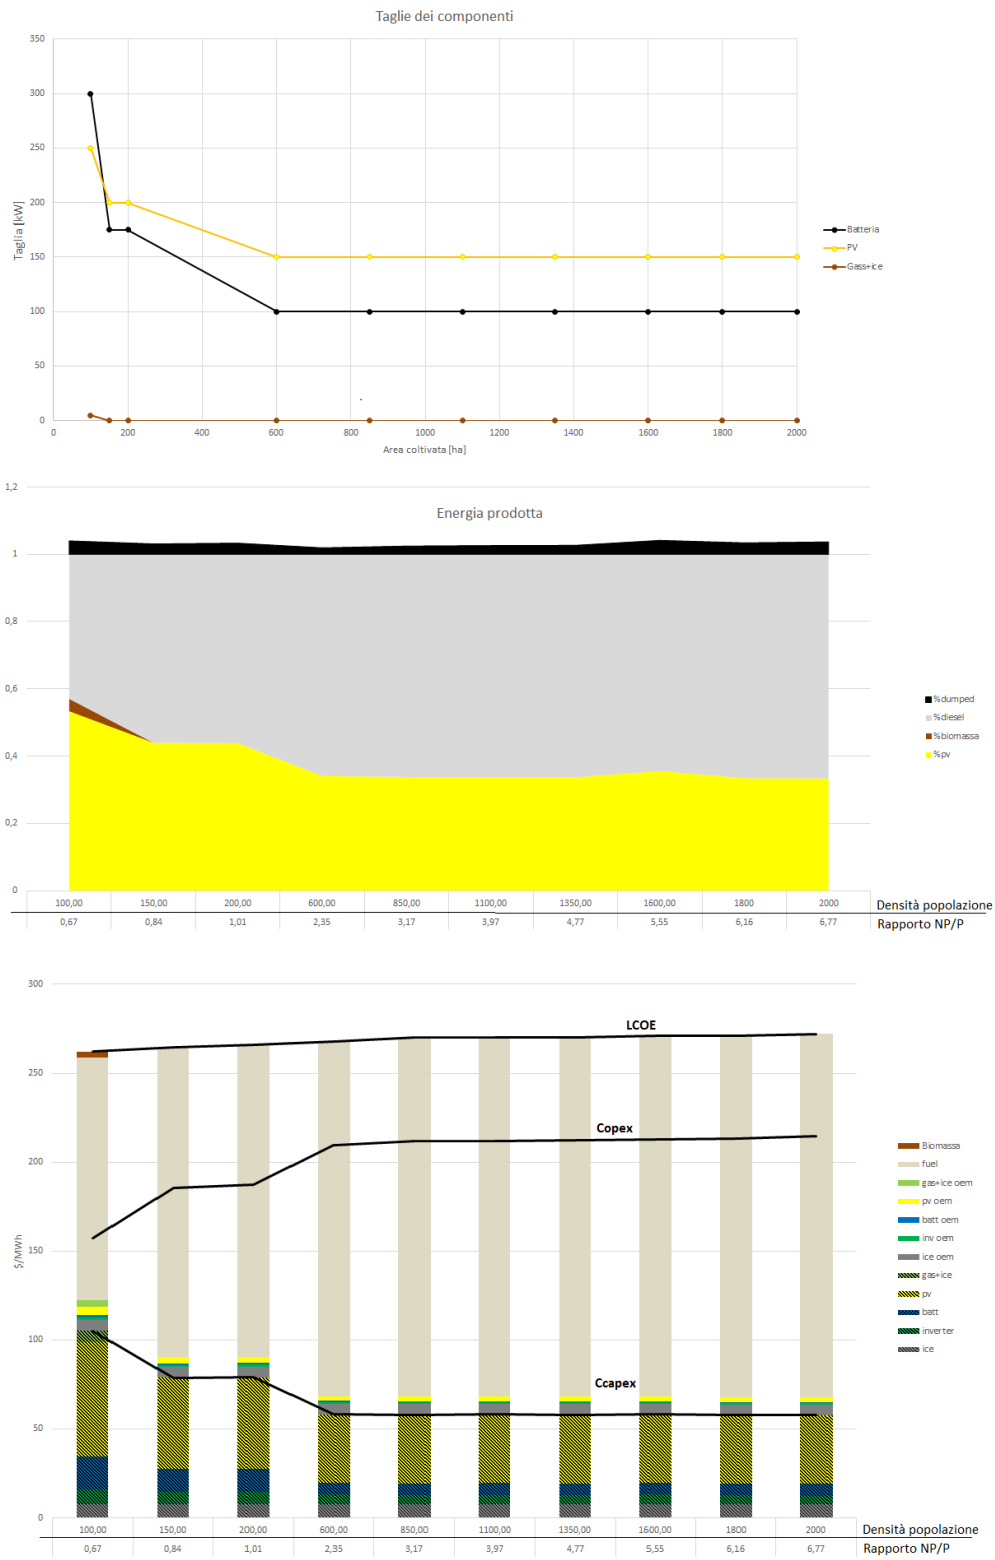 Taglie dei componenti
350
300
250
200
150
100
50
0
Taglia [kW]
0 200 400 600 800 1000 1200 1400 1600 1800 2000
Area coltivata [ha]
Batteria
PV
Gass+ice
Energia prodotta
1,2
1
0,8
0,6
0,4
0,2
0
%dumped
%diesel
%biomassa
%pv
100,00 150,00 200,00 600,00 850,00 1100,00 1350,00 1600,00 1800 2000 Densità popolazione
0,67 0,84 1,01 2,35 3,17 3,97 4,77 5,55 6,16 6,77 Rapporto NP/P
300
250
200
150
100
50
0
$/MWh
LCOE
Copex
Ccapex
Biomassa
fuel
gas+ice oem
pv oem
batt oem
inv oem
ice oem
gas+ice
pv
batt
inverter
ice
100,00 150,00 200,00 600,00 850,00 1100,00 1350,00 1600,00 1800 2000 Densità popolazione
0,67 0,84 1,01 2,35 3,17 3,97 4,77 5,55 6,16 6,77 Rapporto NP/P